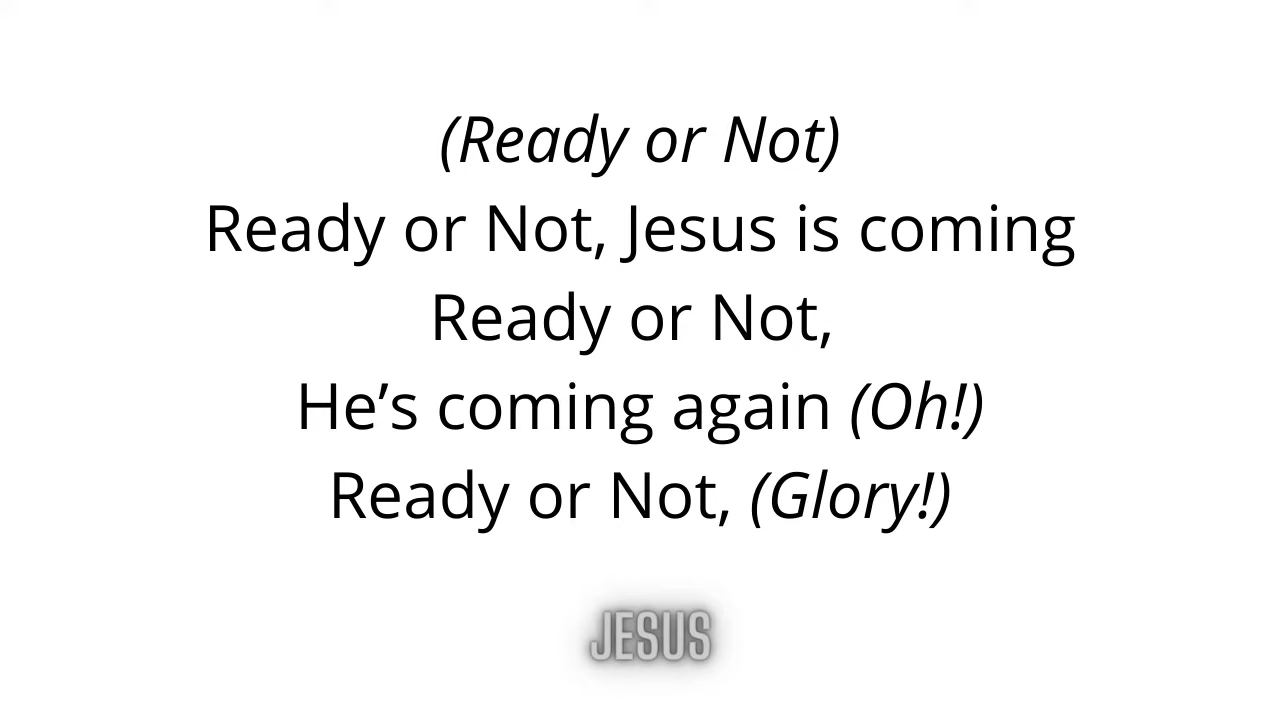 (Ready or Not)
Ready or Not, Jesus is coming
Ready or Not,
He’s coming again (Oh!)
Ready or Not, (Glory!)
JESUS